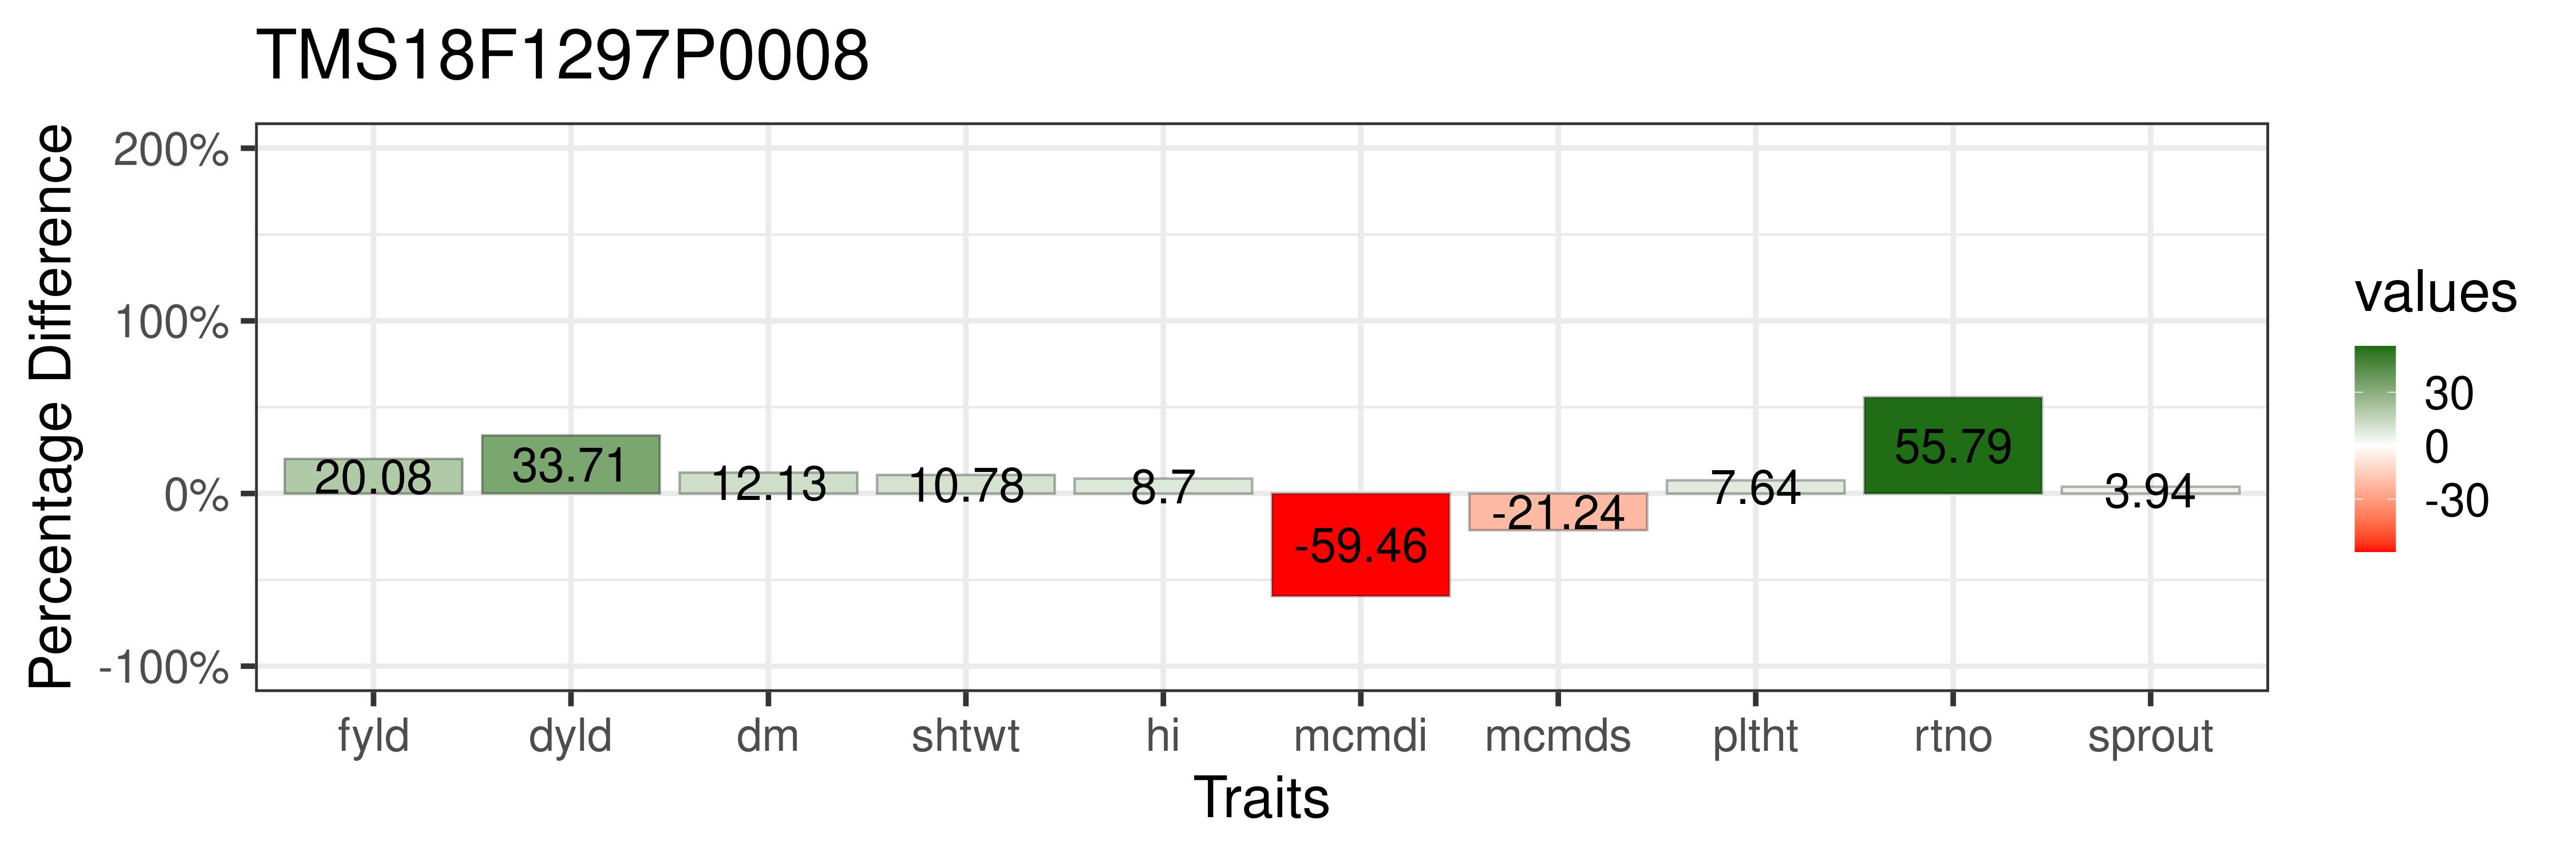 TMS18F1297P0008
Percentage Difference
200%
100%
0%
-100%
20.08
33.71
12.13
10.78
8.7
-59.46
-21.24
7.64
55.79
3.94
fyld
dyld
dm
shtwt
hi
mcmdi
mcmds
pltht
rtno
sprout
Traits
values
30
0
-30